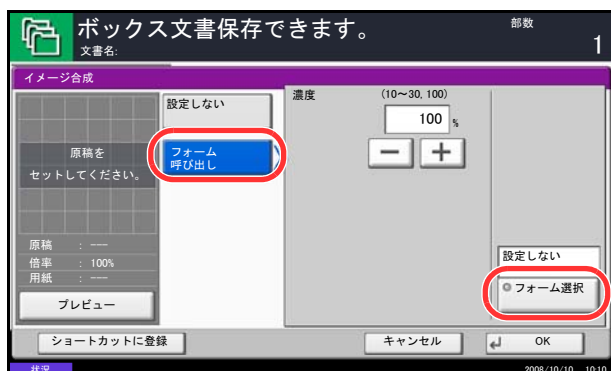 ボックス文書保存できます。
文書名:
部数
1
イメージ合成
原稿を
セットしてください。
原稿 : ---
倍率 : 100%
用紙 : ---
プレビュー
設定しない
フォーム
呼び出し
濃度
(10～30, 100)
100 %
設定しない
フォーム選択
ショートカットに登録
キャンセル
OK
状況
2008/10/10 10:10